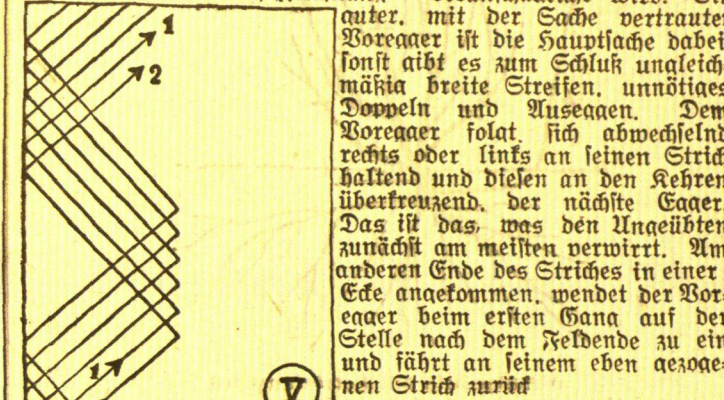 guter, mit der Sache vertraute
Voregger ist die Hauptsache dabei
sonst gibt es zum Schluß ungleich
mäßig breite Streifen, unnötiges
Doppeln und Auseggen. Dem
Voregger folgt, sich abwechselnd
rechts oder links an seinen Strich
haltend und diesen an den Kehren
überkreuzend, der nächste Egger.
Das ist das, was den Ungeübten
zunächst am meisten verwirrt. Am
anderen Ende des Striches in einer
Ecke angekommen, wendet der Vor-
egger beim ersten Gang auf der
Stelle nach dem Feldende zu ein
und fährt an seinem eben gezoge-
nen Strich zurück
1
2
1
V